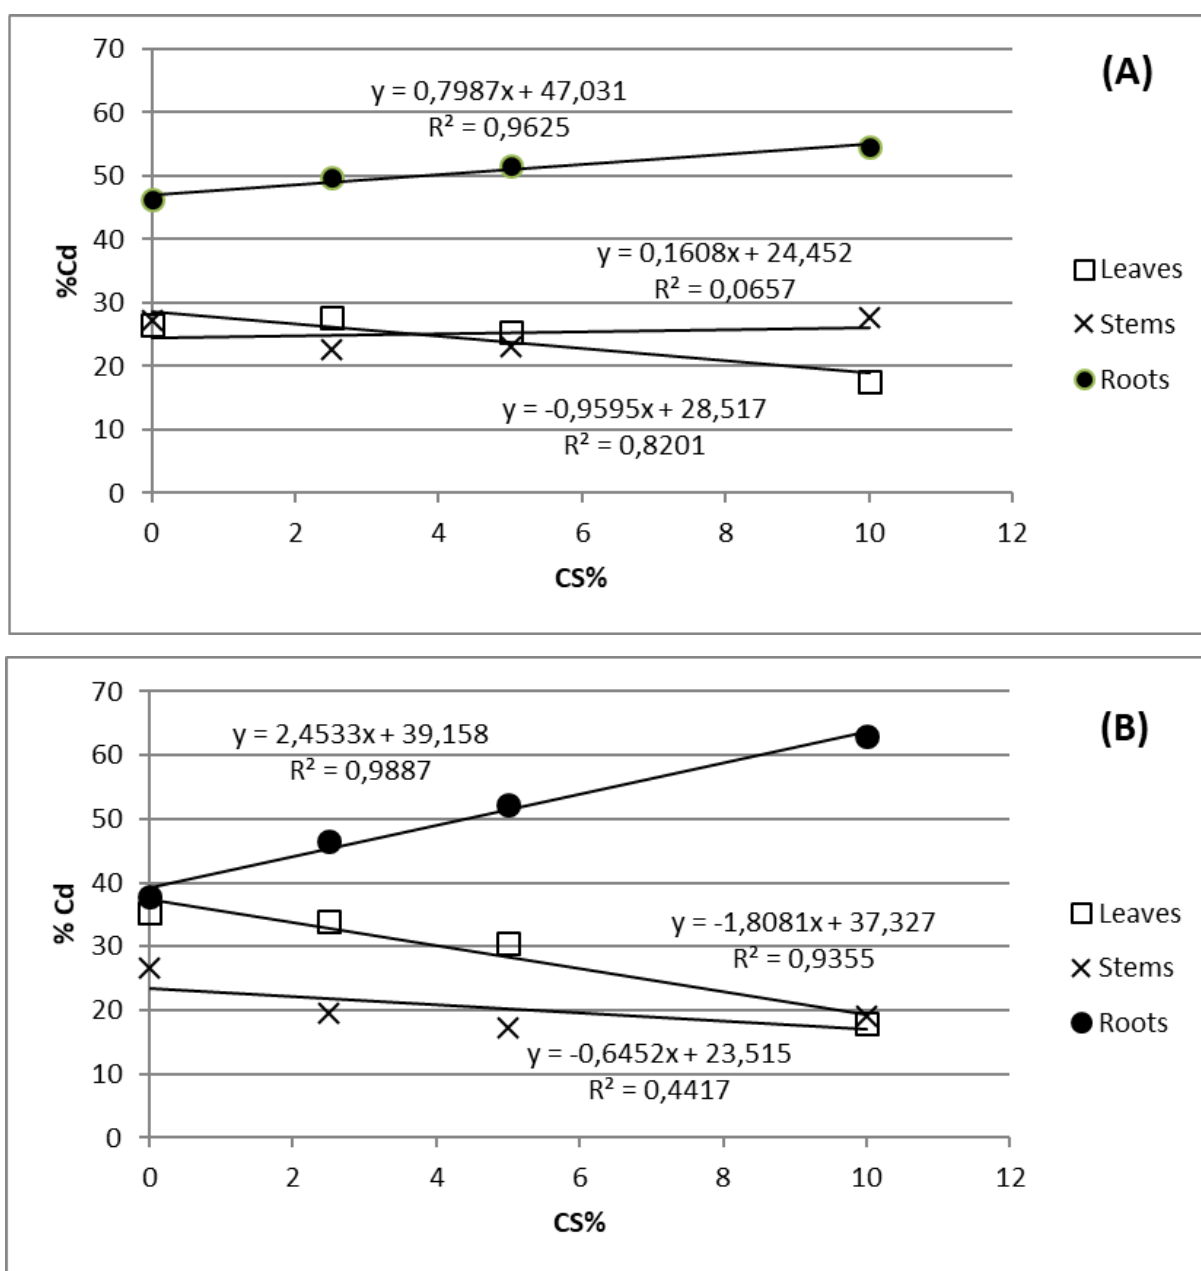 70
(A)
y = 0,7987x + 47,031
R² = 0,9625
60
50
40
y = 0,1608x + 24,452
R² = 0,0657
%Cd
Leaves
30
Stems
20
Roots
y = -0,9595x + 28,517
R² = 0,8201
10
0
0 2 4 6 8 10 12
CS%
70
(B)
y = 2,4533x + 39,158
R² = 0,9887
60
50
40
% Cd
Leaves
y = -1,8081x + 37,327
R² = 0,9355
30
Stems
20
Roots
y = -0,6452x + 23,515
R² = 0,4417
10
0
0 2 4 6 8 10 12
CS%